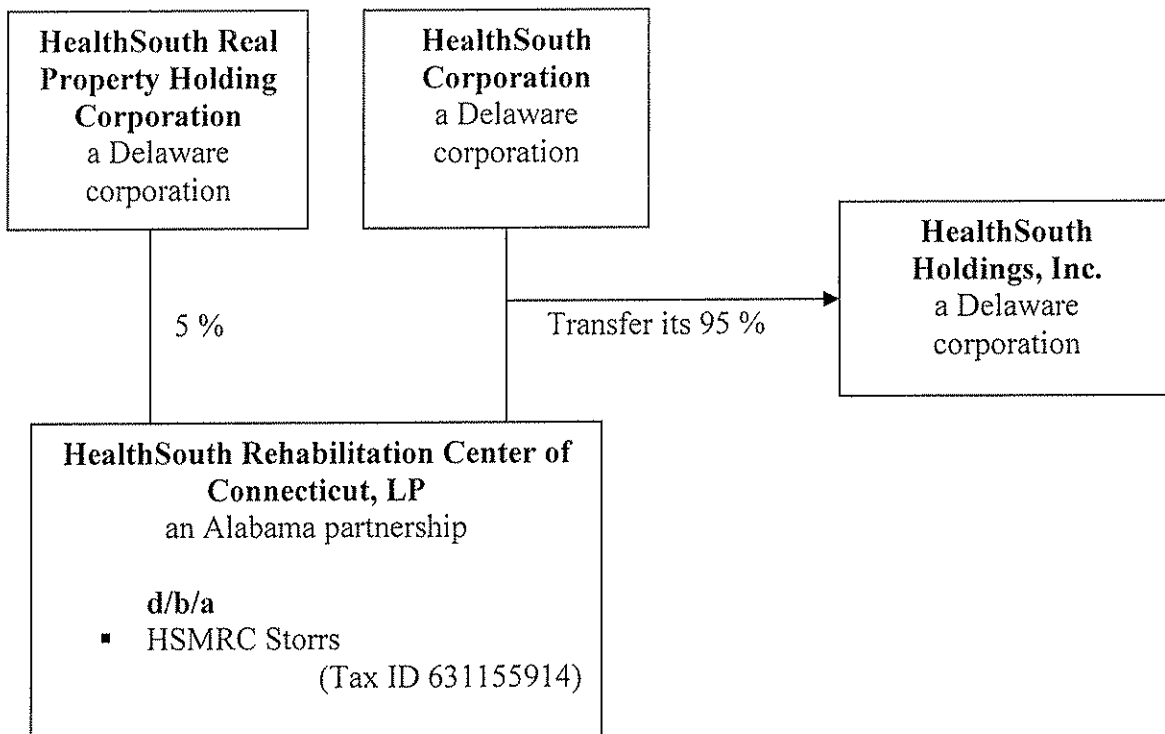 HealthSouth Real
Property Holding
Corporation
a Delaware
corporation
HealthSouth
Corporation
a Delaware
corporation
HealthSouth
Holdings, Inc.
a Delaware
corporation
5 %
Transfer its 95 %
HealthSouth Rehabilitation Center of
Connecticut, LP
an Alabama partnership
d/b/a
▪ HSMRC Storrs
(Tax ID 631155914)